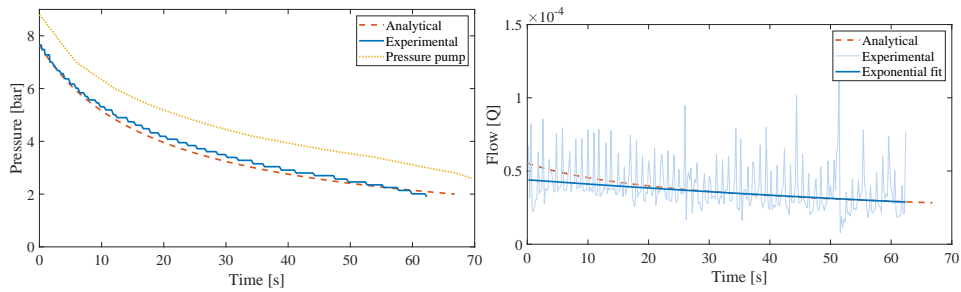 8
6
4
2
0
Pressure [bar]
0 10 20 30 40 50 60 70
Time [s]
Analytical
Experimental
Pressure pump
×10⁻⁴
1.5
1
0.5
0
Flow [Q]
0 10 20 30 40 50 60 70
Time [s]
Analytical
Experimental
Exponential fit